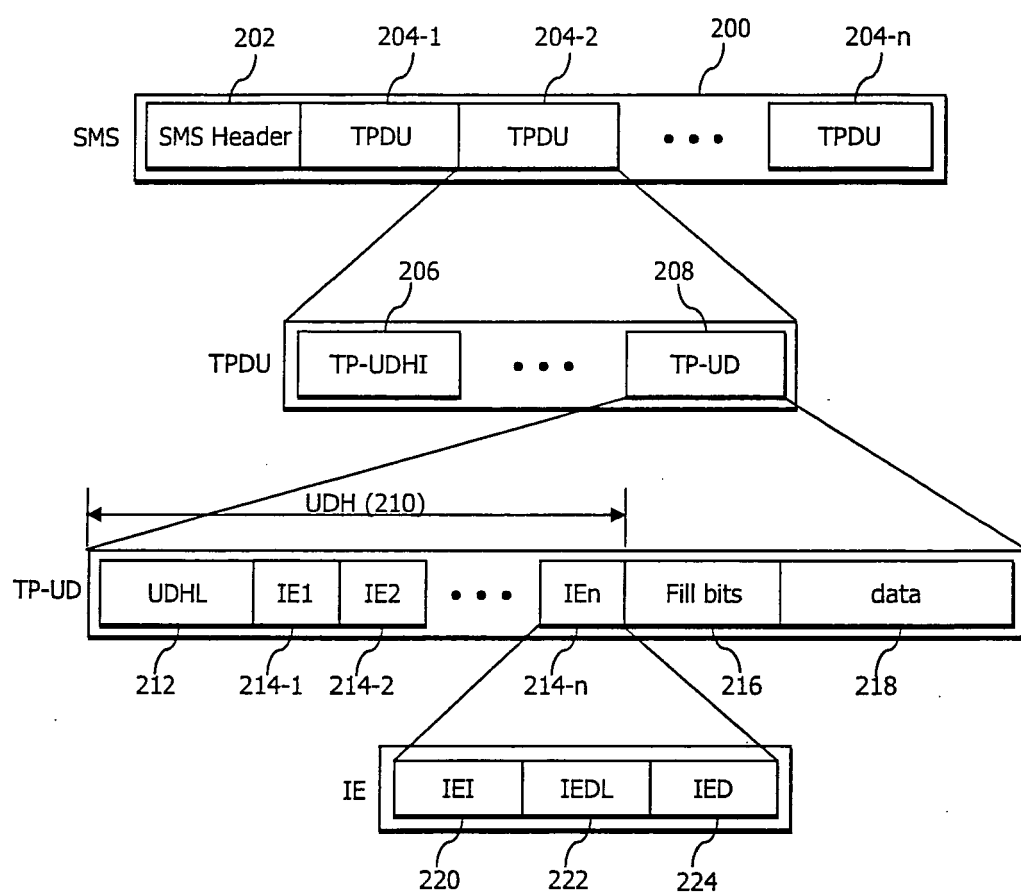 202 204-1 204-2 200 204-n
SMS SMS Header TPDU TPDU • • • TPDU
206 208
TPDU TP-UDHI • • • TP-UD
UDH (210)
TP-UD UDHL IE1 IE2 • • • IEn Fill bits data
212 214-1 214-2 214-n 216 218
IE IEI IEDL IED
220 222 224